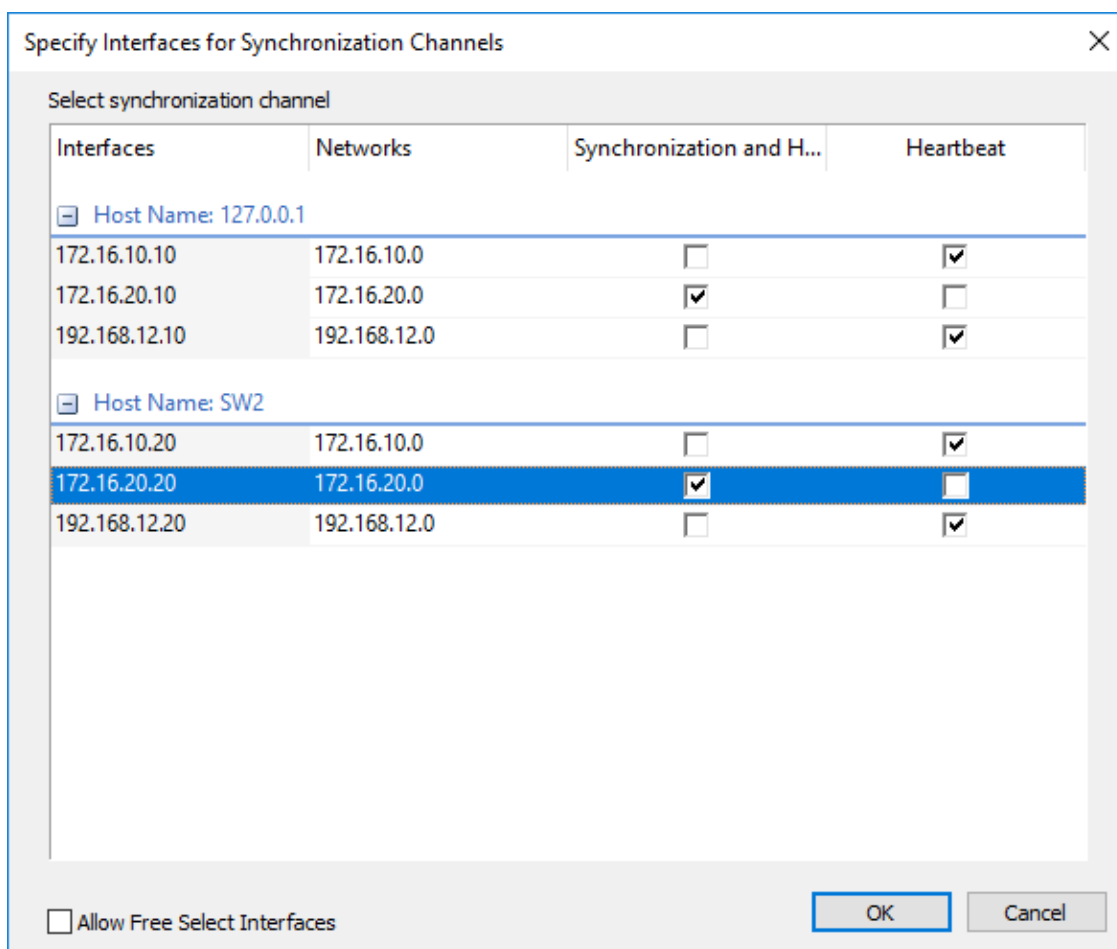 Specify Interfaces for Synchronization Channels
Select synchronization channel
Interfaces Networks Synchronization and H... Heartbeat
Host Name: 127.0.0.1
172.16.10.10 172.16.10.0
172.16.20.10 172.16.20.0
192.168.12.10 192.168.12.0
Host Name: SW2
172.16.10.20 172.16.10.0
172.16.20.20 172.16.20.0
192.168.12.20 192.168.12.0
Allow Free Select Interfaces OK Cancel